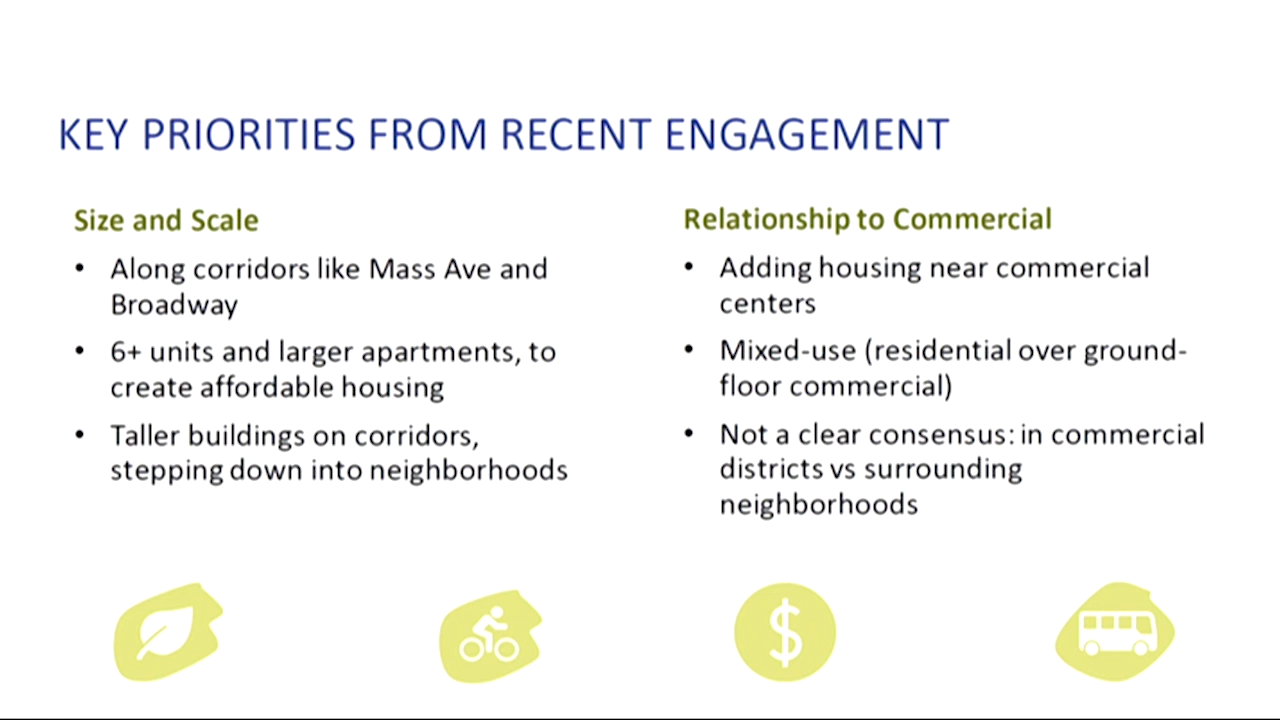 KEY PRIORITIES FROM RECENT ENGAGEMENT
Size and Scale
• Along corridors like Mass Ave and
Broadway
• 6+ units and larger apartments, to
create affordable housing
• Taller buildings on corridors,
stepping down into neighborhoods
Relationship to Commercial
• Adding housing near commercial
centers
• Mixed-use (residential over ground-
floor commercial)
• Not a clear consensus: in commercial
districts vs surrounding
neighborhoods
$